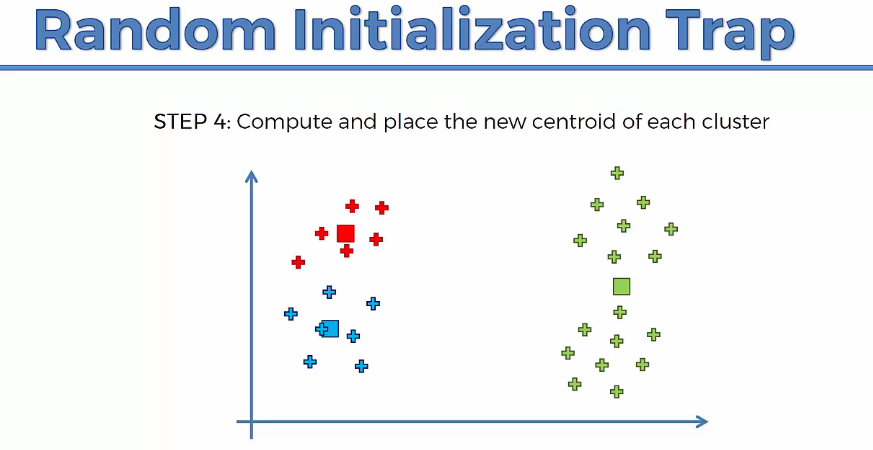 Random Initialization Trap
STEP 4: Compute and place the new centroid of each cluster